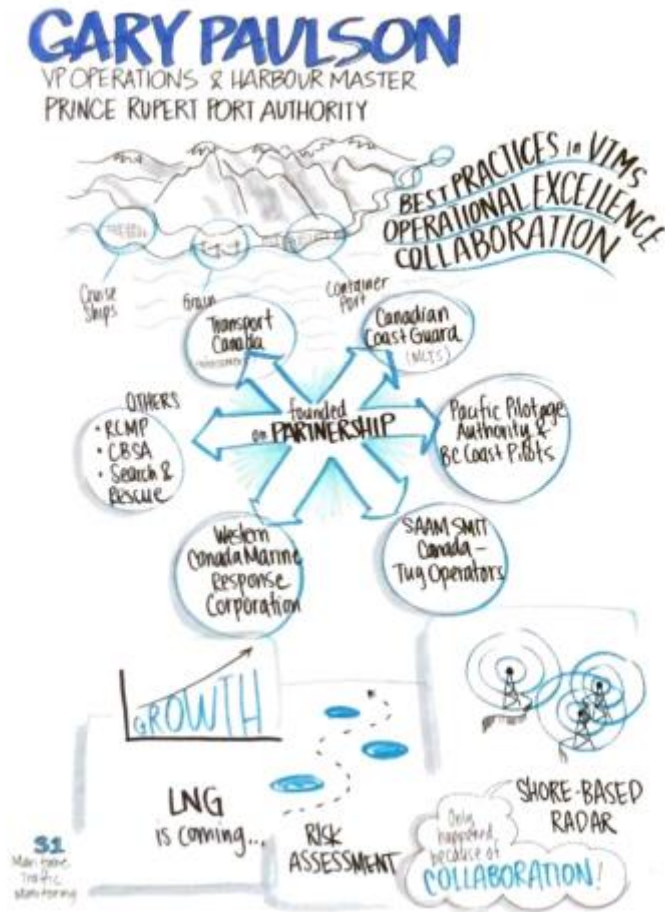 GARY PAULSON
VP OPERATIONS & HARBOUR MASTER
PRINCE RUPERT PORT AUTHORITY
BEST PRACTICES in VTMS
OPERATIONAL EXCELLENCE
COLLABORATION
Cruise
Ships
Grain
Container
Port
Transport
Canada
Canadian
Coast Guard
(MCTS)
OTHERS
• RCMP
• CBSA
• Search &
Rescue
founded
on PARTNERSHIP
Pacific Pilotage
Authority &
BC Coast Pilots
Western
Canada Marine
Response
Corporation
SAAM SMIT
Canada –
Tug Operators
GROWTH
LNG
is coming...
RISK
ASSESSMENT
SHORE-BASED
RADAR
Only
happened
because of
COLLABORATION!
S1
Maritime
Traffic
Monitoring